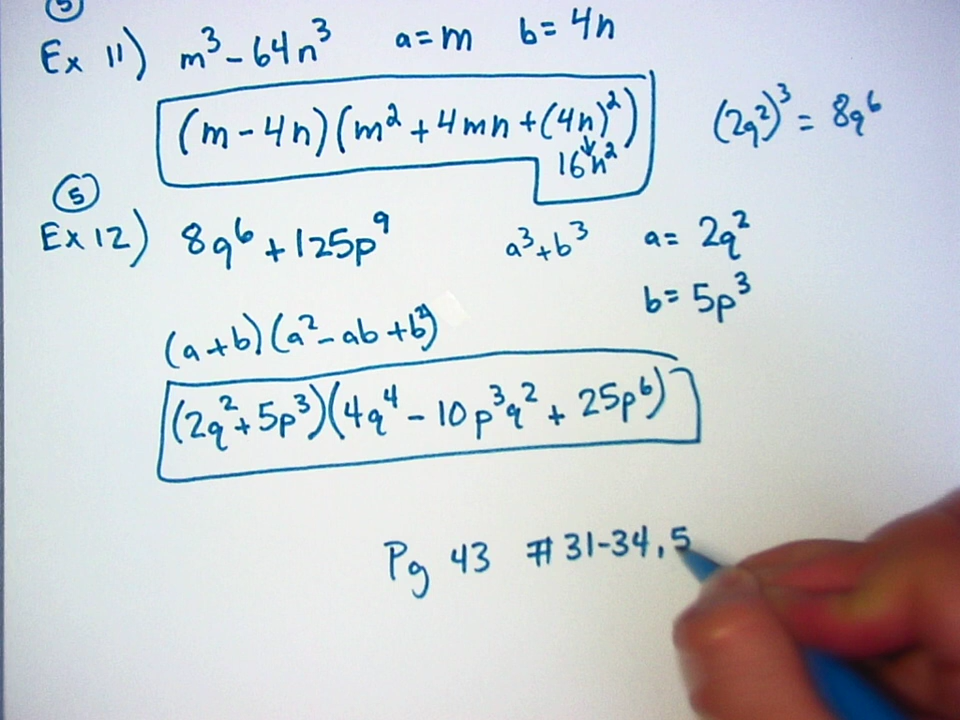 5
Ex 11) m³ - 64n³ a = m b = 4n
(m - 4n)(m² + 4mn + (4n)²)
16n²
(2q²)³ = 8q⁶
5
Ex 12) 8q⁶ + 125p⁹ a³ + b³ a = 2q²
b = 5p³
(a + b)(a² - ab + b²)
(2q² + 5p³)(4q⁴ - 10p³q² + 25p⁶)
Pg 43 # 31-34, 5